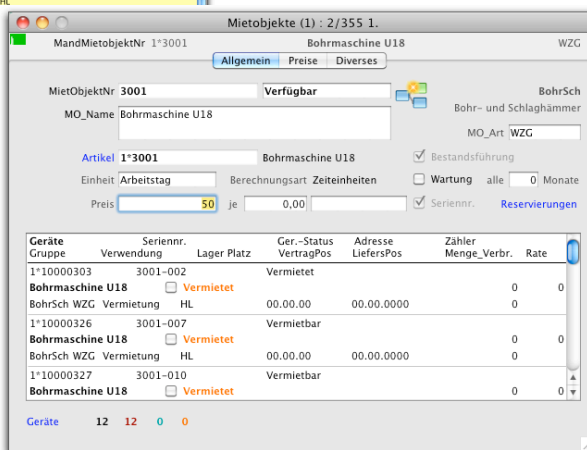 HL
Mietobjekte (1) : 2/355 1.
MandMietobjektNr 1*3001 Bohrmaschine U18 WZG
Allgemein Preise Diverses
MietObjektNr 3001 Verfügbar BohrSch
Bohr- und Schlaghämmer
MO_Name Bohrmaschine U18
MO_Art WZG
Artikel 1*3001 Bohrmaschine U18 Bestandsführung
Einheit Arbeitstag Berechnungsart Zeiteinheiten Wartung alle 0 Monate
Preis 50 je 0,00 Seriennr. Reservierungen
Geräte Seriennr. Ger.-Status Adresse Zähler
Gruppe Verwendung Lager Platz VertragPos LiefersPos Menge_Verbr. Rate
1*10000303 3001-002 Vermietet
Bohrmaschine U18 Vermietet 0 0
BohrSch WZG Vermietung HL 00.00.00 00.00.0000 0
1*10000326 3001-007 Vermietbar
Bohrmaschine U18 Vermietet 0 0
BohrSch WZG Vermietung HL 00.00.00 00.00.0000 0
1*10000327 3001-010 Vermietbar
Bohrmaschine U18 Vermietet 0 0
Geräte 12 12 0 0